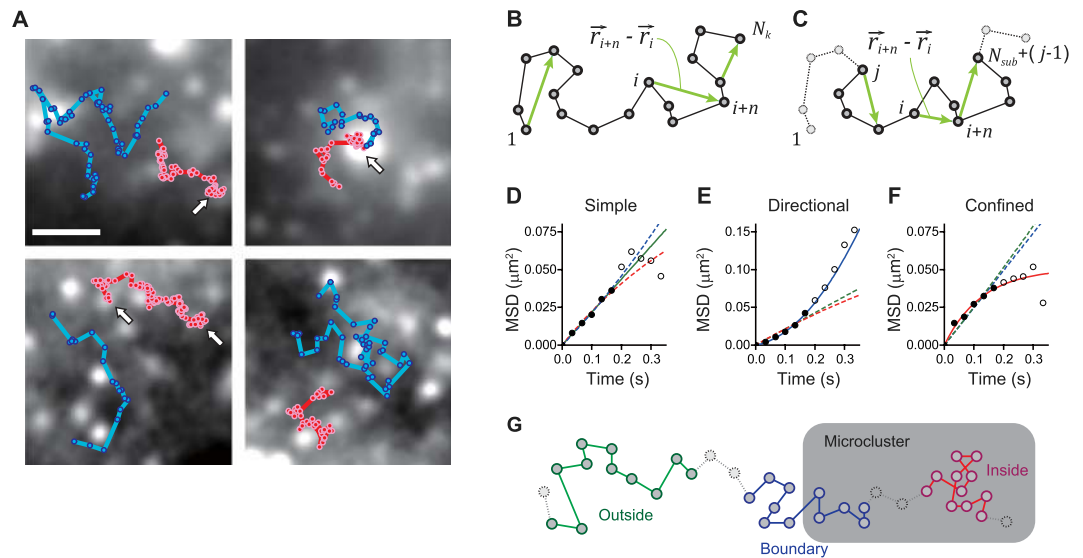 A
B
r⃗ᵢ₊ₙ - r⃗ᵢ
Nₖ
i
i+n
1
C
r⃗ᵢ₊ₙ - r⃗ᵢ
N_sub+(j-1)
j
i
i+n
1
D
Simple
0.075
0.050
0.025
0.000
MSD (μm²)
0.0 0.1 0.2 0.3
Time (s)
E
Directional
0.15
0.10
0.05
0.00
MSD (μm²)
0.0 0.1 0.2 0.3
Time (s)
F
Confined
0.075
0.050
0.025
0.000
MSD (μm²)
0.0 0.1 0.2 0.3
Time (s)
G
Microcluster
Inside
Outside
Boundary